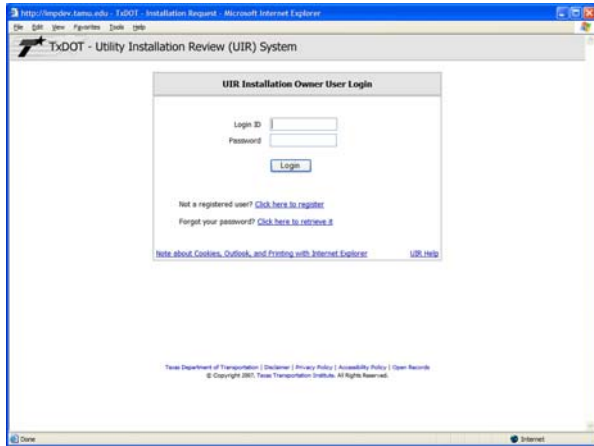 http://impdev.tamu.edu - TxDOT - Installation Request - Microsoft Internet Explorer
File Edit View Favorites Tools Help
TxDOT - Utility Installation Review (UIR) System
UIR Installation Owner User Login
Login ID
Password
Login
Not a registered user? Click here to register
Forgot your password? Click here to retrieve it
Note about Cookies, Outlook, and Printing with Internet Explorer UIR Help
Texas Department of Transportation | Disclaimer | Privacy Policy | Accessibility Policy | Open Records
© Copyright 2007, Texas Transportation Institute. All Rights Reserved.
Done Internet